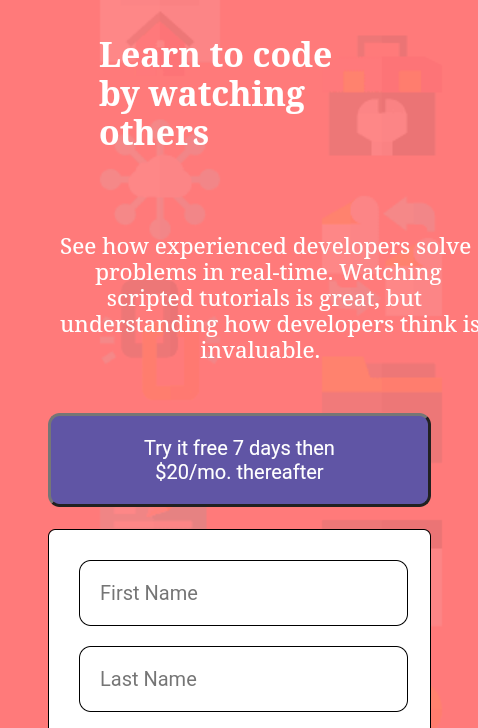 Learn to code
by watching
others
See how experienced developers solve
problems in real-time. Watching
scripted tutorials is great, but
understanding how developers think is
invaluable.
Try it free 7 days then
$20/mo. thereafter
First Name
Last Name